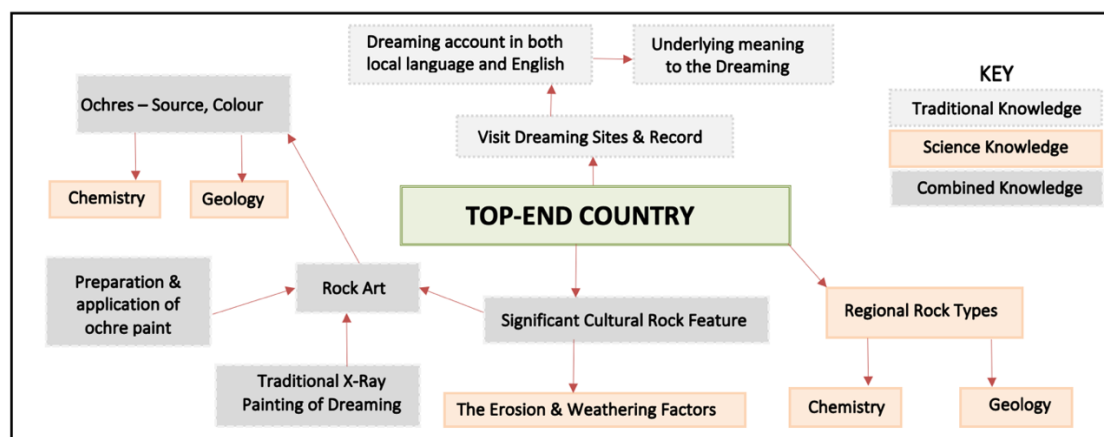 Dreaming account in both
local language and English
Underlying meaning
to the Dreaming
KEY
Traditional Knowledge
Science Knowledge
Combined Knowledge
Ochres – Source, Colour
Visit Dreaming Sites & Record
Chemistry
Geology
TOP-END COUNTRY
Preparation &
application of
ochre paint
Rock Art
Significant Cultural Rock Feature
Regional Rock Types
Traditional X-Ray
Painting of Dreaming
The Erosion & Weathering Factors
Chemistry
Geology